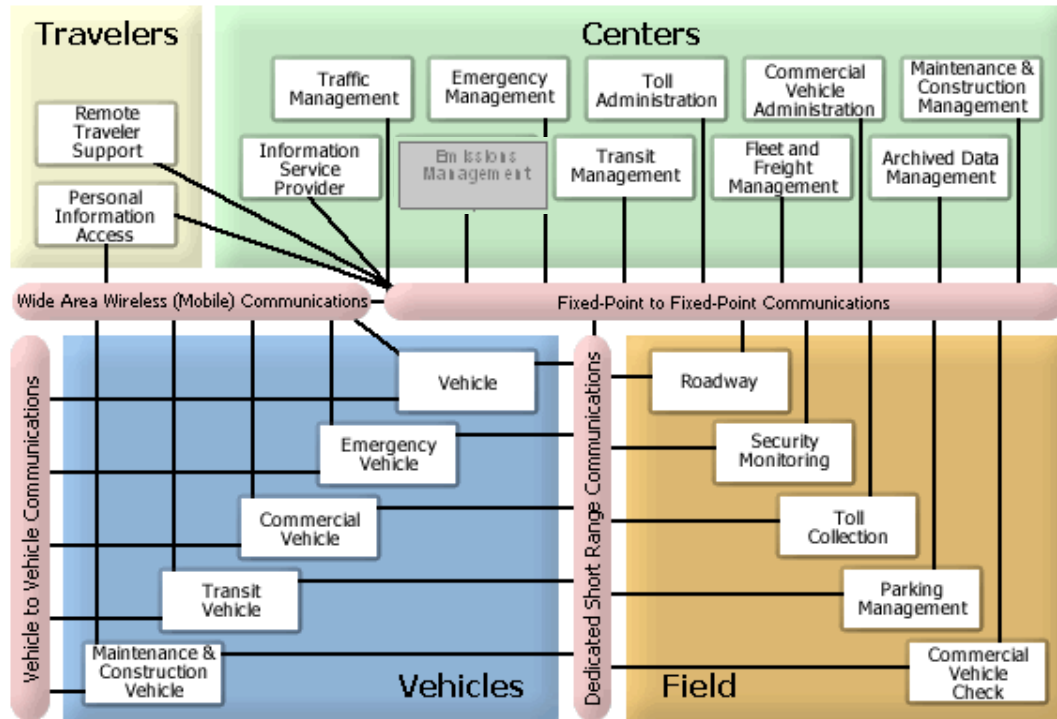 Travelers
Remote
Traveler
Support
Personal
Information
Access
Centers
Traffic
Management
Emergency
Management
Toll
Administration
Commercial
Vehicle
Administration
Maintenance &
Construction
Management
Information
Service
Provider
Emissions
Management
Transit
Management
Fleet and
Freight
Management
Archived Data
Management
Wide Area Wireless (Mobile) Communications
Fixed-Point to Fixed-Point Communications
Vehicle to Vehicle Communications
Vehicle
Emergency
Vehicle
Commercial
Vehicle
Transit
Vehicle
Maintenance &
Construction
Vehicle
Vehicles
Dedicated Short Range Communications
Roadway
Security
Monitoring
Toll
Collection
Parking
Management
Commercial
Vehicle
Check
Field